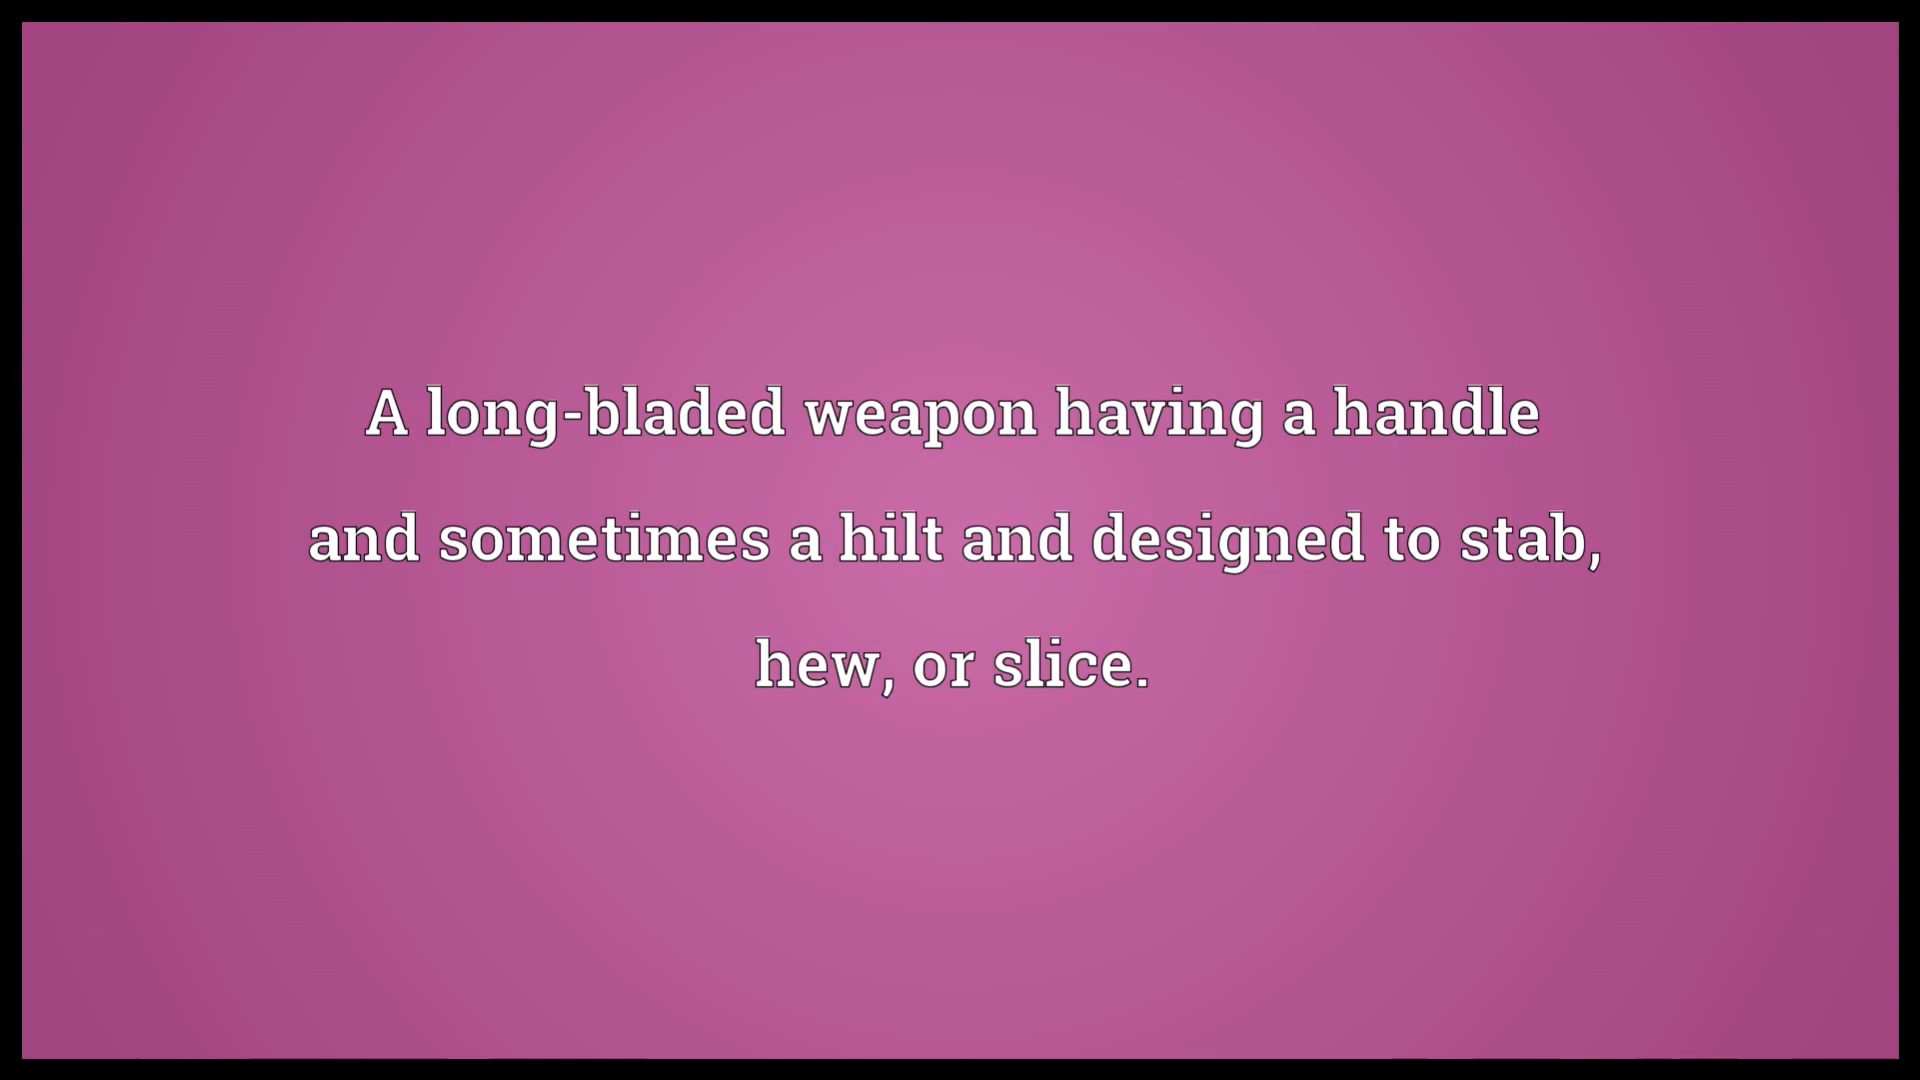 A long-bladed weapon having a handle
and sometimes a hilt and designed to stab,
hew, or slice.